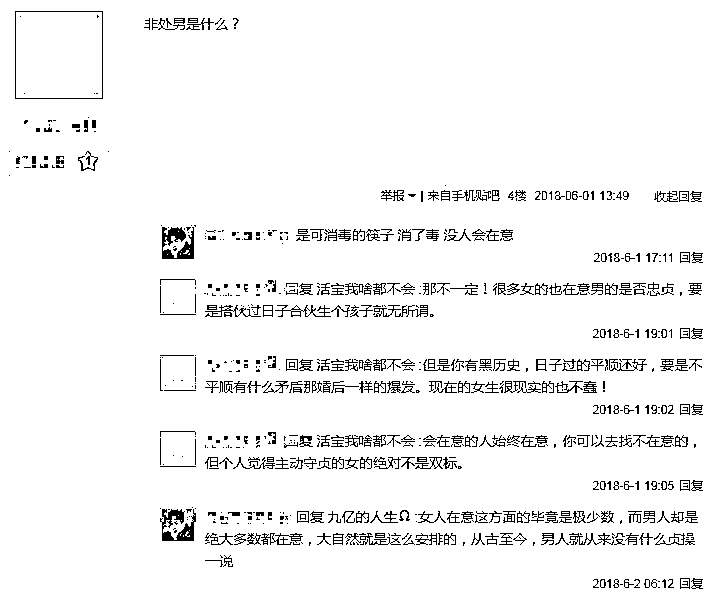 非处男是什么？
1
举报 | 来自手机贴吧 4楼 2018-06-01 13:49 收起回复
是可消毒的筷子 消了毒 没人会在意
2018-6-1 17:11 回复
回复 活宝我啥都不会 :那不一定！很多女的也在意男的是否忠贞，要
是搭伙过日子合伙生个孩子就无所谓。
2018-6-1 19:01 回复
回复 活宝我啥都不会 :但是你有黑历史，日子过的平顺还好，要是不
平顺有什么矛盾那婚后一样的爆发。现在的女生很现实的也不蠢！
2018-6-1 19:02 回复
回复 活宝我啥都不会 :会在意的人始终在意，你可以去找不在意的，
但个人觉得主动守贞的女的绝对不是双标。
2018-6-1 19:05 回复
回复 九亿的人生Ω :女人在意这方面的毕竟是极少数，而男人却是
绝大多数都在意，大自然就是这么安排的，从古至今，男人就从来没有什么贞操
一说
2018-6-2 06:12 回复